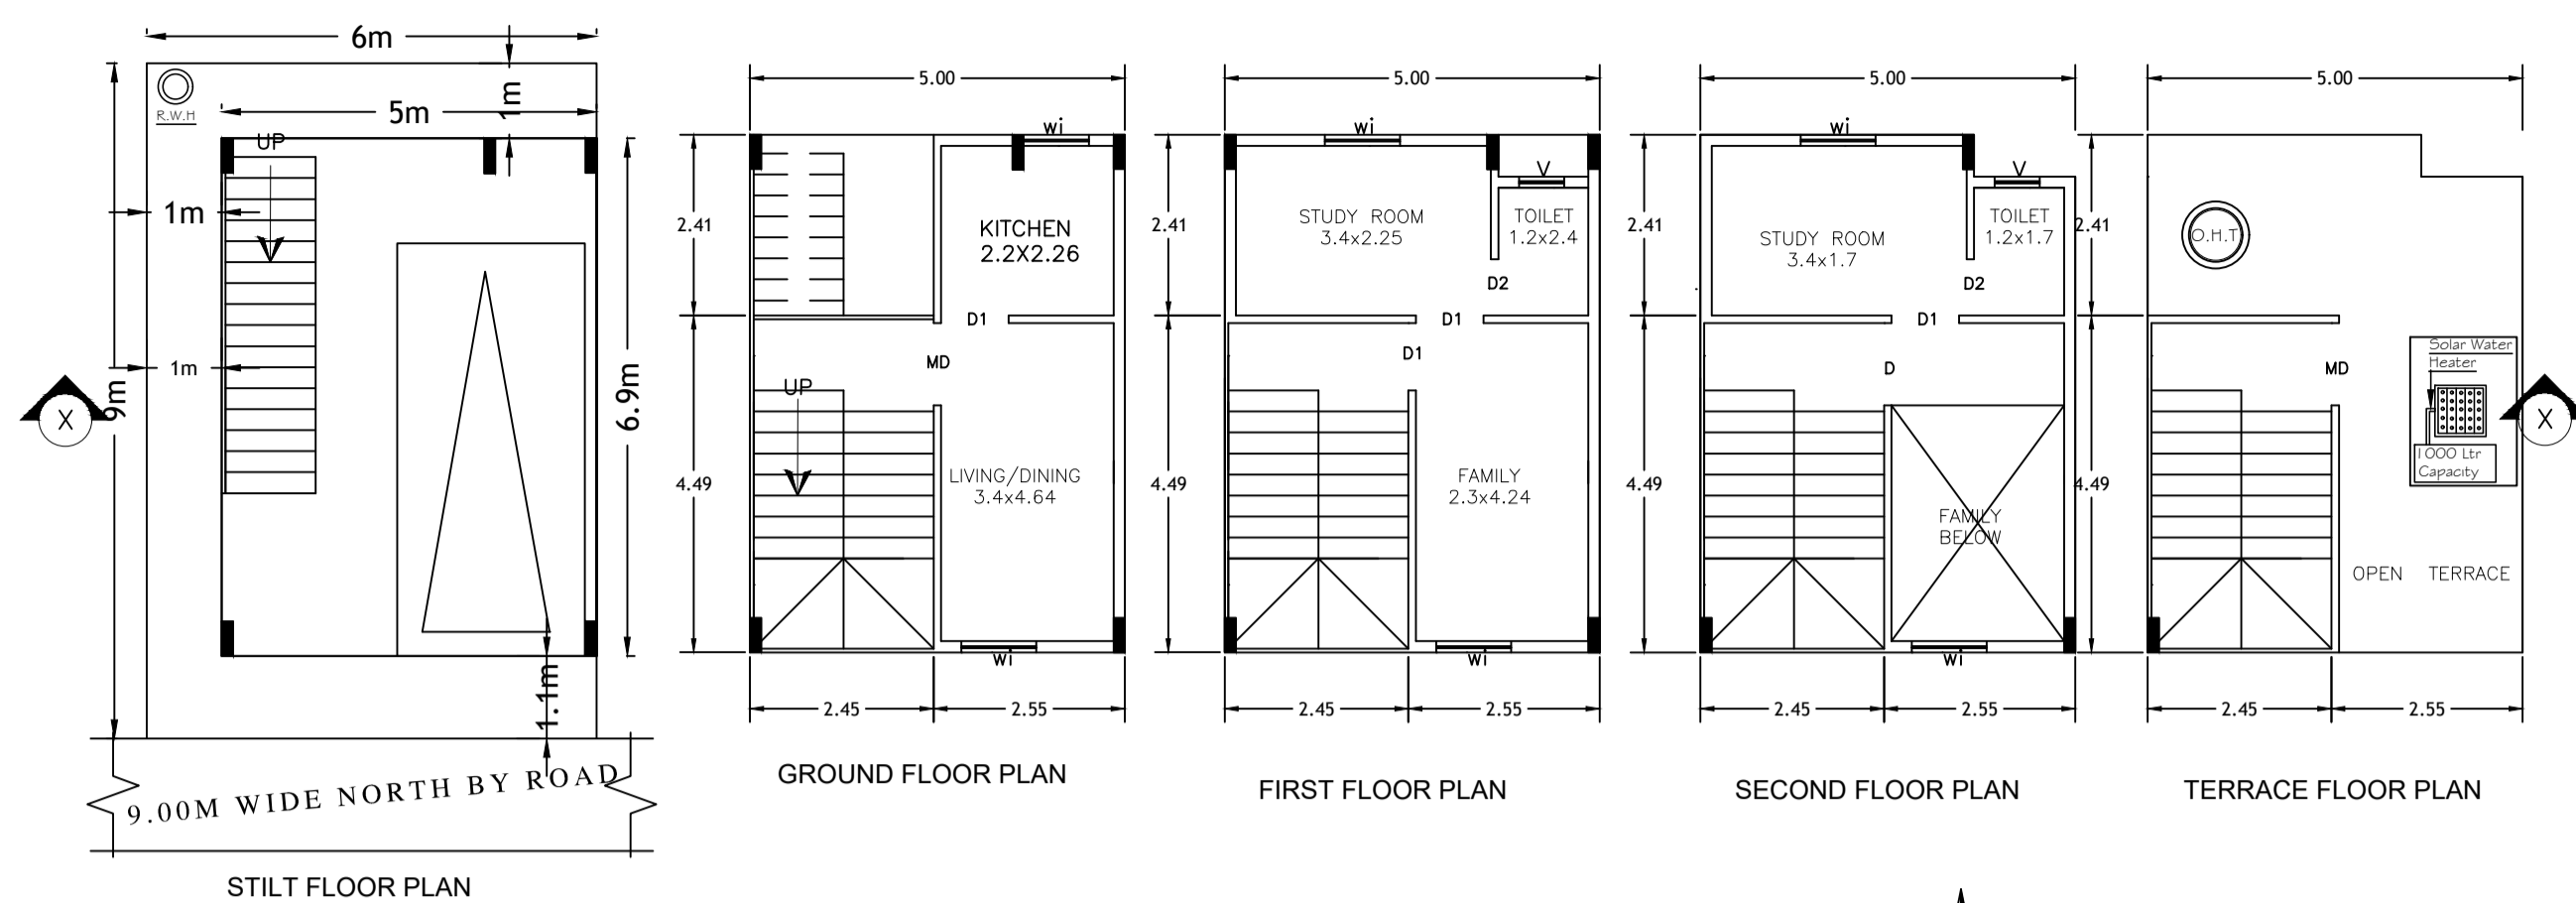 6m
R.W.H
5m
1m
UP
1m
1m
9m
6.9m
X
1.1m
9.00M WIDE NORTH BY ROAD
STILT FLOOR PLAN
5.00
wi
2.41
KITCHEN
2.2X2.26
D1
MD
UP
4.49
LIVING/DINING
3.4x4.64
wi
2.45
2.55
GROUND FLOOR PLAN
5.00
wi
V
2.41
STUDY ROOM
3.4x2.25
TOILET
1.2x2.4
D2
D1
D1
4.49
FAMILY
2.3x4.24
wi
2.45
2.55
FIRST FLOOR PLAN
5.00
wi
V
2.41
STUDY ROOM
3.4x1.7
TOILET
1.2x1.7
D2
D1
D
4.49
FAMILY
BELOW
wi
2.45
2.55
SECOND FLOOR PLAN
5.00
2.41
O.H.T
Solar Water
Heater
MD
X
1000 Ltr
Capacity
4.49
OPEN TERRACE
2.45
2.55
TERRACE FLOOR PLAN